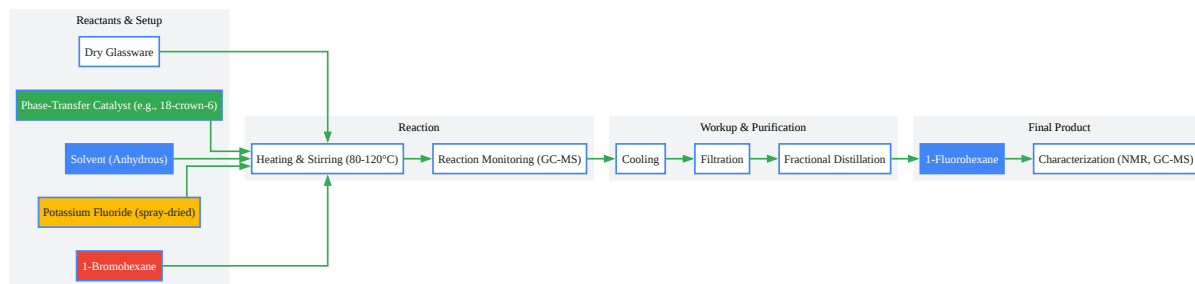 Reactants & Setup
Dry Glassware
Phase-Transfer Catalyst (e.g., 18-crown-6)
Solvent (Anhydrous)
Potassium Fluoride (spray-dried)
1-Bromohexane
Reaction
Heating & Stirring (80-120°C)
Reaction Monitoring (GC-MS)
Workup & Purification
Cooling
Filtration
Fractional Distillation
Final Product
1-Fluorohexane
Characterization (NMR, GC-MS)